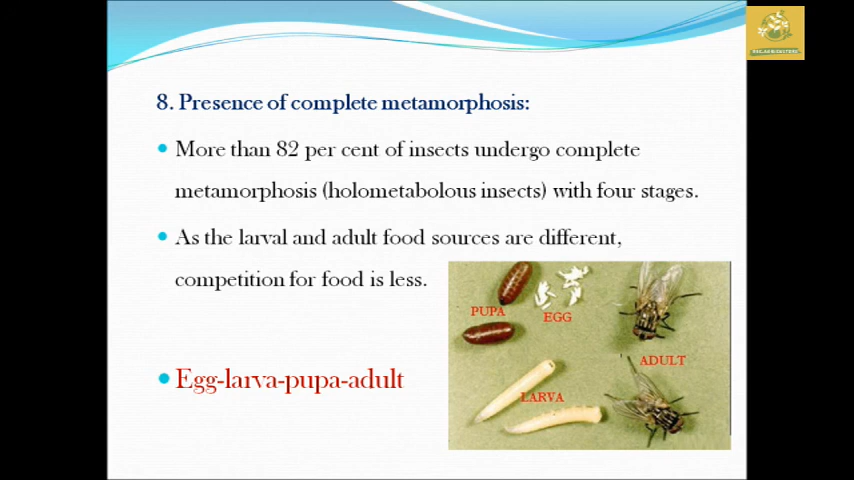 8. Presence of complete metamorphosis:
More than 82 per cent of insects undergo complete
metamorphosis (holometabolous insects) with four stages.
As the larval and adult food sources are different,
competition for food is less.
PUPA
EGG
ADULT
LARVA
Egg-larva-pupa-adult